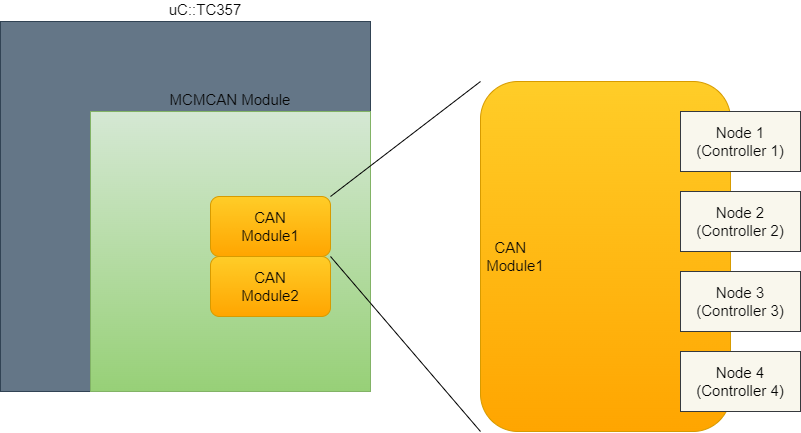 uC::TC357
MCMCAN Module
CAN
Module1
CAN
Module2
CAN
Module1
Node 1
(Controller 1)
Node 2
(Controller 2)
Node 3
(Controller 3)
Node 4
(Controller 4)